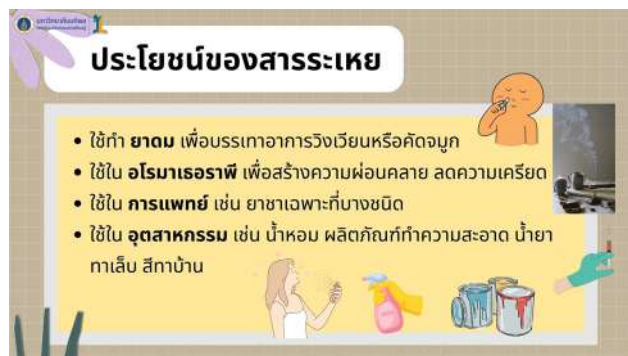 ประโยชน์ของสารระเหย
• ใช้ทำ ยาดม เพื่อบรรเทาอาการวิงเวียนหรือคัดจมูก
• ใช้ใน อโรมาเธอราพี เพื่อสร้างความผ่อนคลาย ลดความเครียด
• ใช้ใน การแพทย์ เช่น ยาชาเฉพาะที่บางชนิด
• ใช้ใน อุตสาหกรรม เช่น น้ำหอม ผลิตภัณฑ์ทำความสะอาด น้ำยา
ทาเล็บ สีทาบ้าน